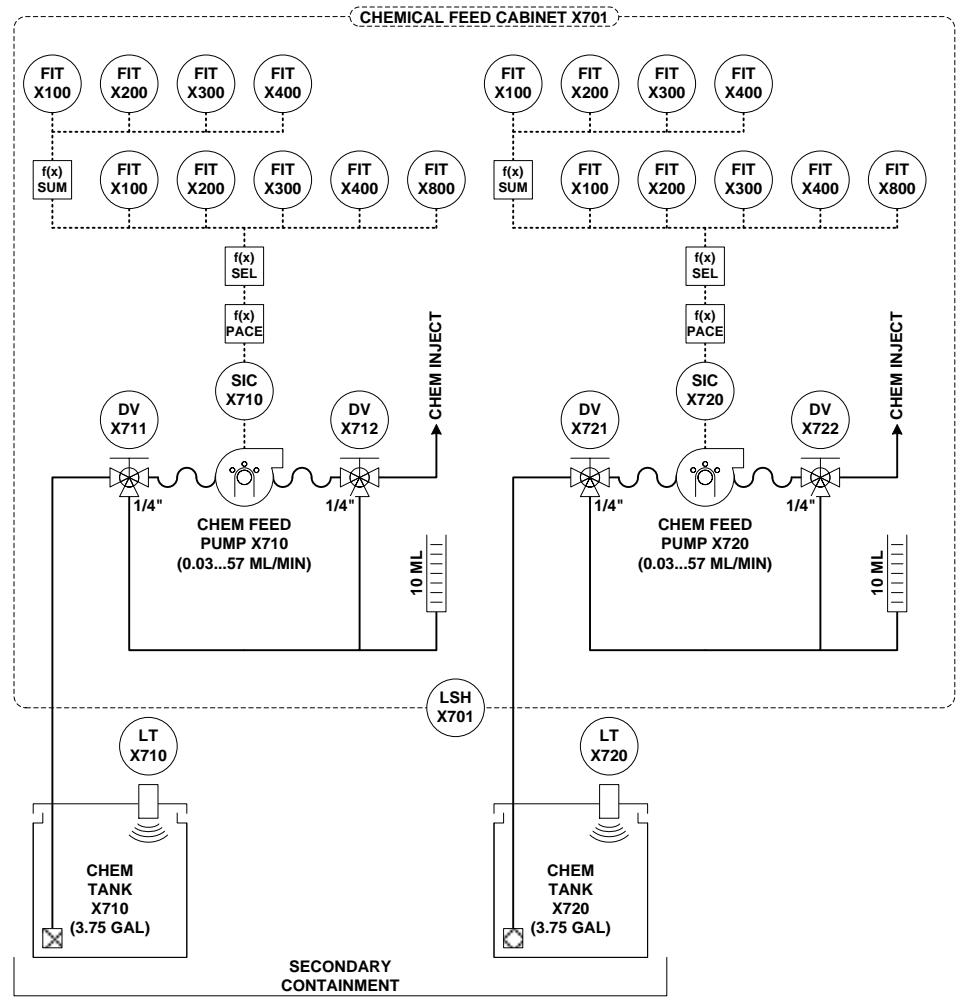 CHEMICAL FEED CABINET X701
FIT
X100
FIT
X200
FIT
X300
FIT
X400
FIT
X100
FIT
X200
FIT
X300
FIT
X400
f(x)
SUM
FIT
X100
FIT
X200
FIT
X300
FIT
X400
FIT
X800
f(x)
SUM
FIT
X100
FIT
X200
FIT
X300
FIT
X400
FIT
X800
f(x)
SEL
f(x)
SEL
f(x)
PACE
f(x)
PACE
SIC
X710
CHEM INJECT
SIC
X720
CHEM INJECT
DV
X711
DV
X712
DV
X721
DV
X722
1/4"
1/4"
1/4"
1/4"
CHEM FEED
PUMP X710
(0.03...57 ML/MIN)
10 ML
CHEM FEED
PUMP X720
(0.03...57 ML/MIN)
10 ML
LSH
X701
LT
X710
LT
X720
CHEM
TANK
X710
(3.75 GAL)
CHEM
TANK
X720
(3.75 GAL)
SECONDARY
CONTAINMENT